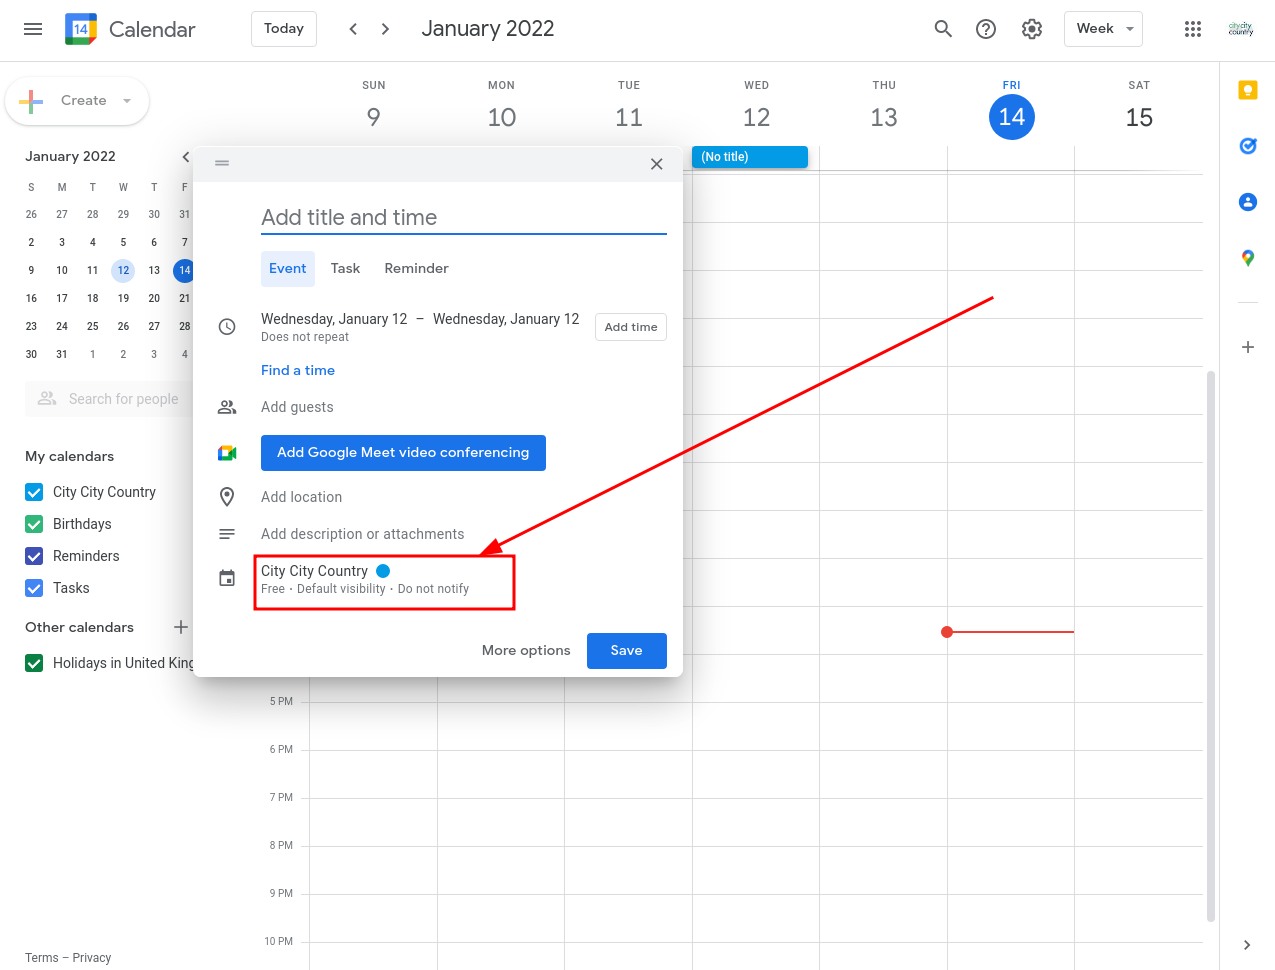 14 Calendar Today January 2022 Week citycity country
Create
SUN MON TUE WED THU FRI SAT
9 10 11 12 13 14 15
January 2022
(No title)
S M T W T F
26 27 28 29 30 31
2 3 4 5 6 7
9 10 11 12 13 14
16 17 18 19 20 21
23 24 25 26 27 28
30 31 1 2 3 4
Search for people
My calendars
City City Country
Birthdays
Reminders
Tasks
Other calendars
Holidays in United King
Terms – Privacy
Add title and time
Event Task Reminder
Wednesday, January 12 – Wednesday, January 12 Add time
Does not repeat
Find a time
Add guests
Add Google Meet video conferencing
Add location
Add description or attachments
City City Country
Free · Default visibility · Do not notify
More options Save
5 PM
6 PM
7 PM
8 PM
9 PM
10 PM